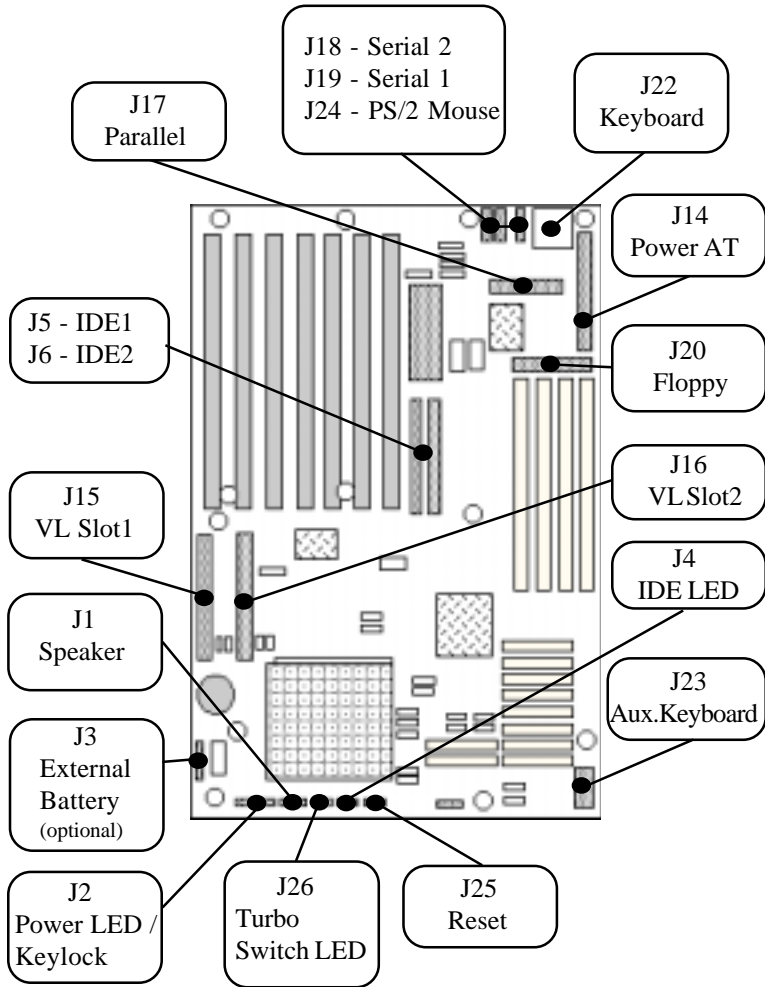 J18 - Serial 2
J19 - Serial 1
J24 - PS/2 Mouse
J17
Parallel
J22
Keyboard
J14
Power AT
J5 - IDE1
J6 - IDE2
J20
Floppy
J15
VL Slot1
J16
VL Slot2
J4
IDE LED
J1
Speaker
J23
Aux.Keyboard
J3
External
Battery
(optional)
J2
Power LED /
Keylock
J26
Turbo
Switch LED
J25
Reset